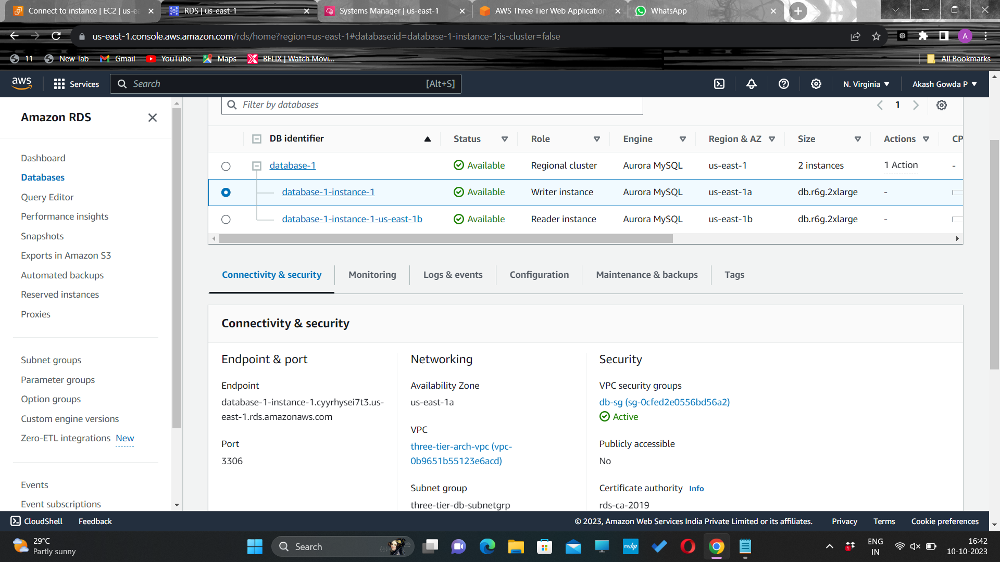 Connect to instance | EC2 | us-ea
RDS | us-east-1
Systems Manager | us-east-1
AWS Three Tier Web Application
WhatsApp
us-east-1.console.aws.amazon.com/rds/home?region=us-east-1#database:id=database-1-instance-1;is-cluster=false
A
11
New Tab
Gmail
YouTube
Maps
BFLIX | Watch Movi...
All Bookmarks
aws
Services
Search
[Alt+S]
N. Virginia
Akash Gowda P
Amazon RDS
Dashboard
Databases
Query Editor
Performance insights
Snapshots
Exports in Amazon S3
Automated backups
Reserved instances
Proxies
Subnet groups
Parameter groups
Option groups
Custom engine versions
Zero-ETL integrations New
Events
Event subscriptions
Filter by databases
1
DB identifier Status Role Engine Region & AZ Size Actions CP
database-1 Available Regional cluster Aurora MySQL us-east-1 2 instances 1 Action -
database-1-instance-1 Available Writer instance Aurora MySQL us-east-1a db.r6g.2xlarge -
database-1-instance-1-us-east-1b Available Reader instance Aurora MySQL us-east-1b db.r6g.2xlarge -
Connectivity & security Monitoring Logs & events Configuration Maintenance & backups Tags
Connectivity & security
Endpoint & port
Endpoint
database-1-instance-1.cyyrhysei7t3.us-
east-1.rds.amazonaws.com
Port
3306
Networking
Availability Zone
us-east-1a
VPC
three-tier-arch-vpc (vpc-
0b9651b55123e6acd)
Subnet group
three-tier-db-subnetgrp
Security
VPC security groups
db-sg (sg-0cfed2e0556bd56a2)
Active
Publicly accessible
No
Certificate authority Info
rds-ca-2019
CloudShell Feedback
© 2023, Amazon Web Services India Private Limited or its affiliates. Privacy Terms Cookie preferences
29°C
Partly sunny
Search
myhp
1
ENG
IN
16:42
10-10-2023